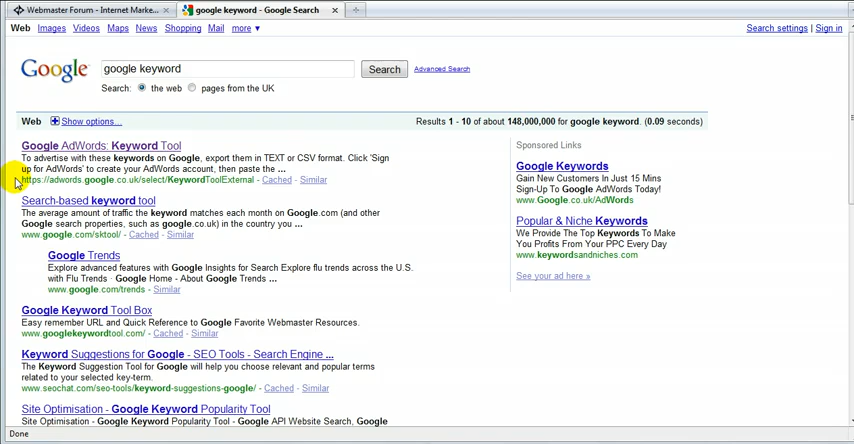 Webmaster Forum - Internet Marke...
google keyword - Google Search
Web Images Videos Maps News Shopping Mail more ▼
Search settings | Sign in
Google
google keyword
Search
Advanced Search
Search: the web pages from the UK
Web Show options...
Results 1 - 10 of about 148,000,000 for google keyword. (0.09 seconds)
Google AdWords: Keyword Tool
To advertise with these keywords on Google, export them in TEXT or CSV format. Click 'Sign
up for AdWords' to create your AdWords account, then paste the ...
https://adwords.google.co.uk/select/KeywordToolExternal - Cached - Similar
Search-based keyword tool
The average amount of traffic the keyword matches each month on Google.com (and other
Google search properties, such as google.co.uk) in the country you ...
www.google.com/sktool/ - Cached - Similar
Google Trends
Explore advanced features with Google Insights for Search Explore flu trends across the U.S.
with Flu Trends · Google Home - About Google Trends ...
www.google.com/trends - Similar
Google Keyword Tool Box
Easy remember URL and Quick Reference to Google Favorite Webmaster Resources.
www.googlekeywordtool.com/ - Cached - Similar
Keyword Suggestions for Google - SEO Tools - Search Engine ...
The Keyword Suggestion Tool for Google will help you choose relevant and popular terms
related to your selected key-term.
www.seochat.com/seo-tools/keyword-suggestions-google/ - Cached - Similar
Site Optimisation - Google Keyword Popularity Tool
Site Optimisation - Google Keyword Popularity Tool - Google API Website Search, Google
Sponsored Links
Google Keywords
Gain New Customers In Just 15 Mins
Sign-Up To Google AdWords Today!
www.Google.co.uk/AdWords
Popular & Niche Keywords
We Provide The Top Keywords To Make
You Profits From Your PPC Every Day
www.keywordsandniches.com
See your ad here »
Done